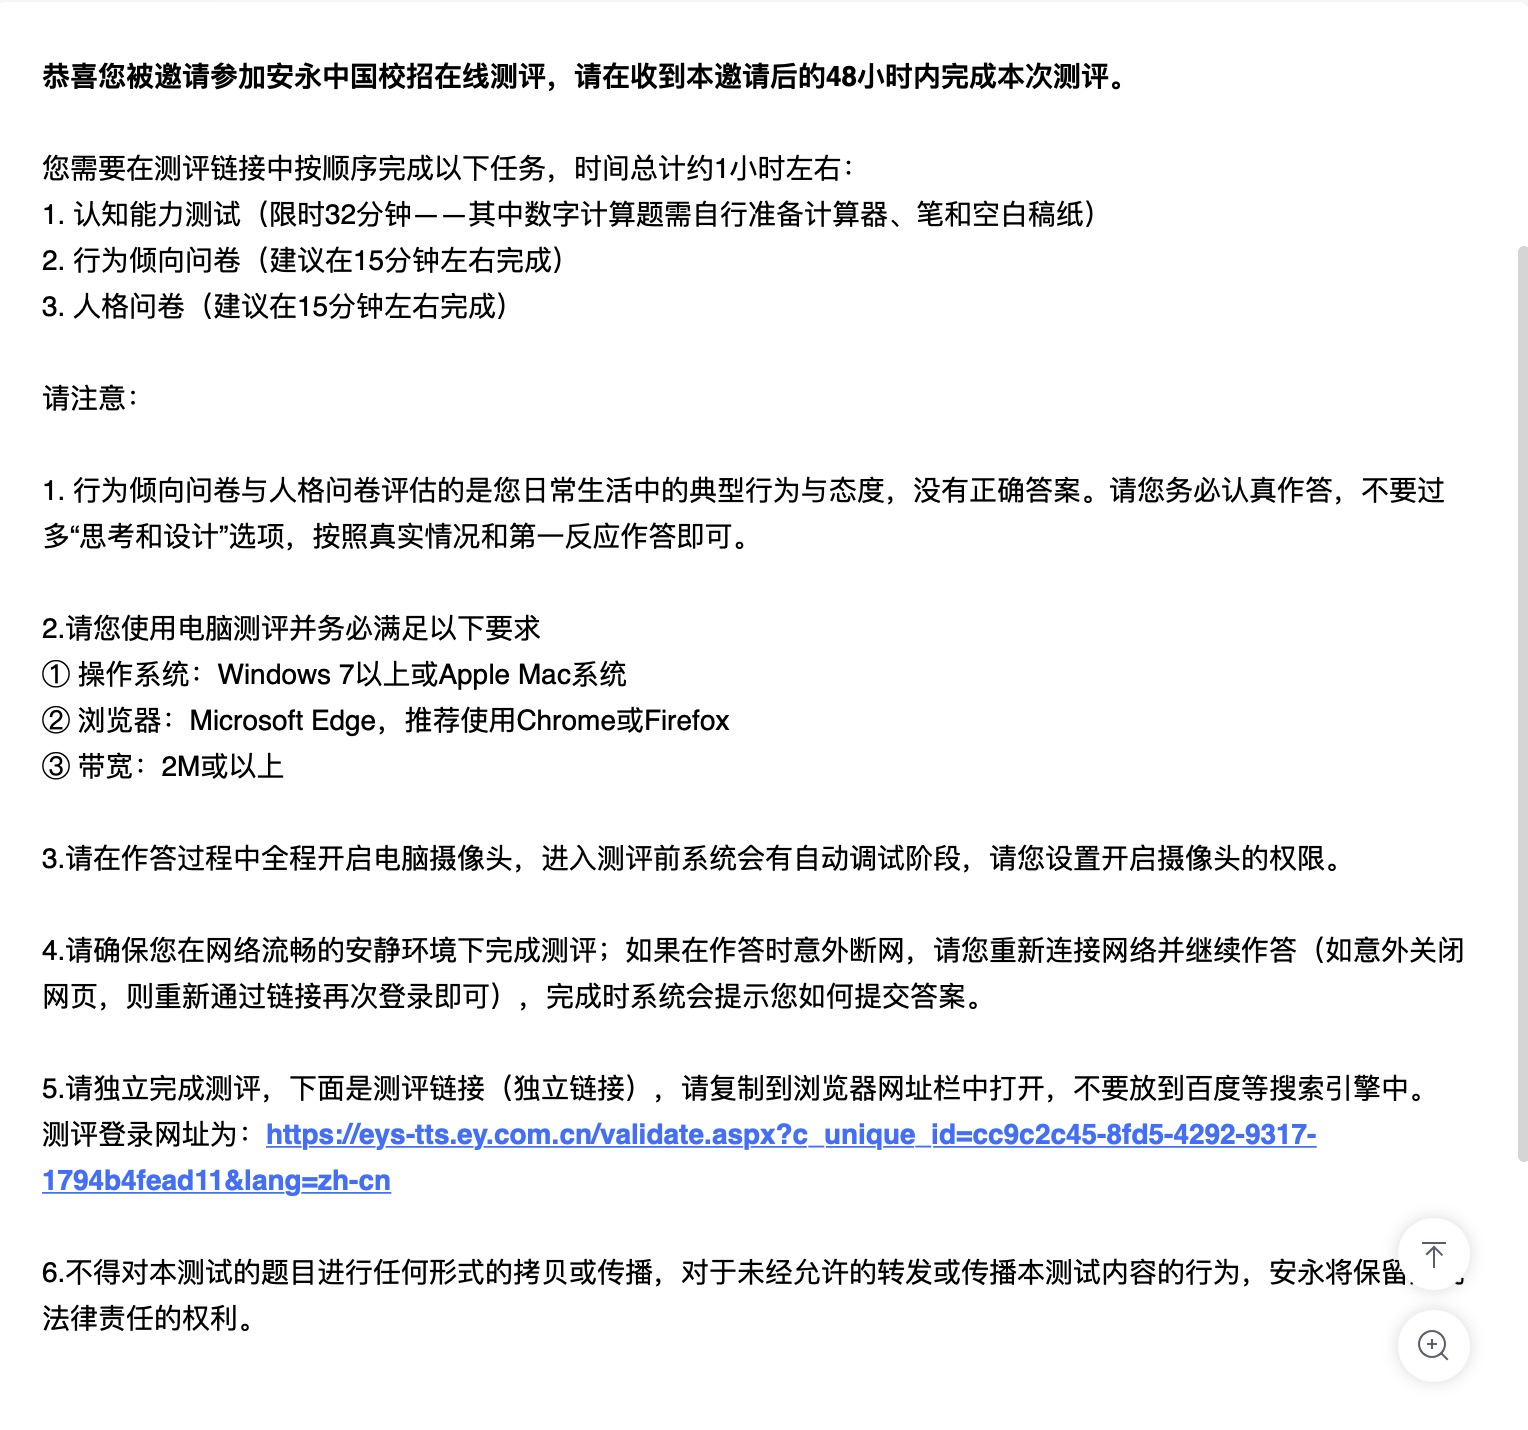 恭喜您被邀请参加安永中国校招在线测评，请在收到本邀请后的48小时内完成本次测评。
您需要在测评链接中按顺序完成以下任务，时间总计约1小时左右：
1. 认知能力测试（限时32分钟——其中数字计算题需自行准备计算器、笔和空白稿纸）
2. 行为倾向问卷（建议在15分钟左右完成）
3. 人格问卷（建议在15分钟左右完成）
请注意：
1. 行为倾向问卷与人格问卷评估的是您日常生活中的典型行为与态度，没有正确答案。请您务必认真作答，不要过
多“思考和设计”选项，按照真实情况和第一反应作答即可。
2.请您使用电脑测评并务必满足以下要求
① 操作系统：Windows 7以上或Apple Mac系统
② 浏览器：Microsoft Edge，推荐使用Chrome或Firefox
③ 带宽：2M或以上
3.请在作答过程中全程开启电脑摄像头，进入测评前系统会有自动调试阶段，请您设置开启摄像头的权限。
4.请确保您在网络流畅的安静环境下完成测评；如果在作答时意外断网，请您重新连接网络并继续作答（如意外关闭
网页，则重新通过链接再次登录即可），完成时系统会提示您如何提交答案。
5.请独立完成测评，下面是测评链接（独立链接），请复制到浏览器网址栏中打开，不要放到百度等搜索引擎中。
测评登录网址为：https://eys-tts.ey.com.cn/validate.aspx?c_unique_id=cc9c2c45-8fd5-4292-9317-
1794b4fead11&lang=zh-cn
6.不得对本测试的题目进行任何形式的拷贝或传播，对于未经允许的转发或传播本测试内容的行为，安永将保留
法律责任的权利。